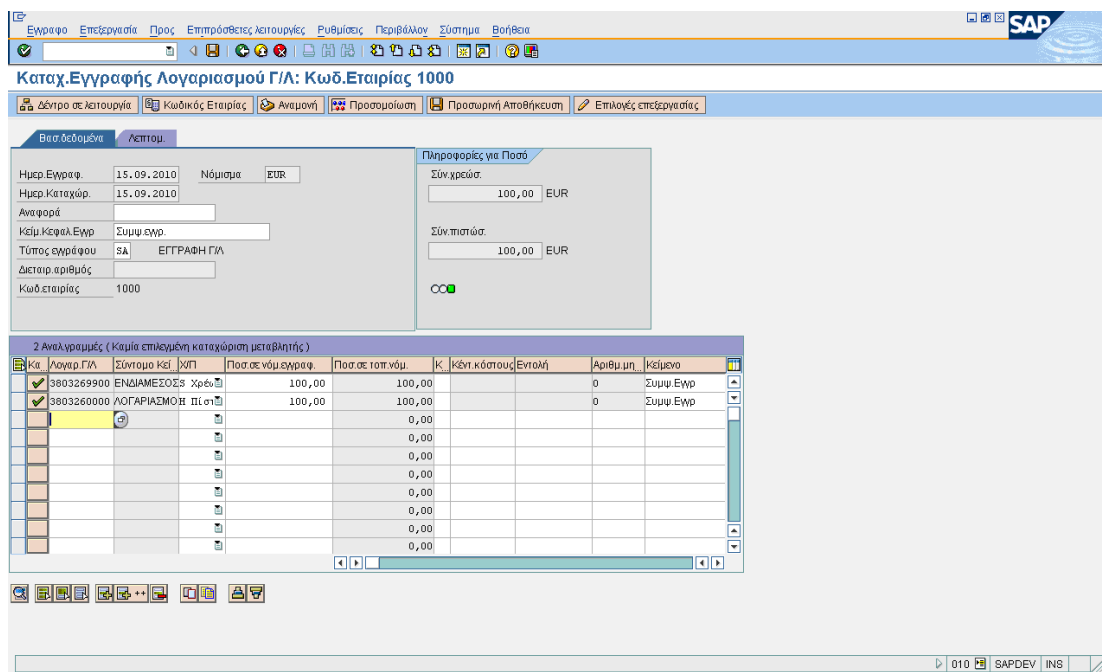 Εγγραφο Επεξεργασία Προς Επιπρόσθετες λειτουργίες Ρυθμίσεις Περιβάλλον Σύστημα Βοήθεια
SAP
Καταχ.Εγγραφής Λογαριασμού Γ/Λ: Κωδ.Εταιρίας 1000
Δέντρο σε λειτουργία Κωδικός Εταιρίας Αναμονή Προσομοίωση Προσωρινή Αποθήκευση Επιλογές επεξεργασίας
Βασ.δεδομένα Λεπτομ.
Πληροφορίες για Ποσό
Ημερ.Εγγραφ. 15.09.2010 Νόμισμα EUR Σύν.χρεώσ.
Ημερ.Καταχώρ. 15.09.2010 100,00 EUR
Αναφορά
Κείμ.Κεφαλ.Εγγρ Συμψ.εγγρ. Σύν.πιστώσ.
Τύπος εγγράφου SA ΕΓΓΡΑΦΗ Γ/Λ 100,00 EUR
Διεταιρ.αριθμός
Κωδ.εταιρίας 1000
2 Αναλ.γραμμές ( Καμία επιλεγμένη καταχώριση μεταβλητής )
Κα... Λογαρ.Γ/Λ Σύντομο Κεί... Χ/Π Ποσ.σε νόμ.εγγραφ. Ποσ.σε τοπ.νόμ. Κ... Κέντ.κόστους Εντολή Αριθμ.μη... Κείμενο
3803269900 ΕΝΔΙΑΜΕΣΟΣ S Χρέω 100,00 100,00 0 Συμψ.Εγγρ
3803260000 ΛΟΓΑΡΙΑΣΜΟ H Πίστ 100,00 100,00 0 Συμψ.Εγγρ
0,00
0,00
0,00
0,00
0,00
0,00
0,00
0,00
010 SAPDEV INS